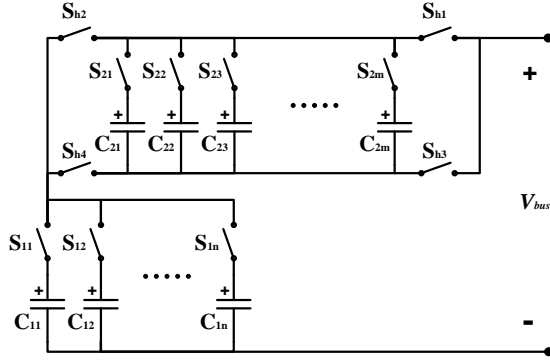 Sh2 Sh1
S21 S22 S23 S2m +
+ + + +
C21 C22 C23 C2m
Sh4 Sh3
Vbus
S11 S12 S1n
+ + +
C11 C12 C1n -